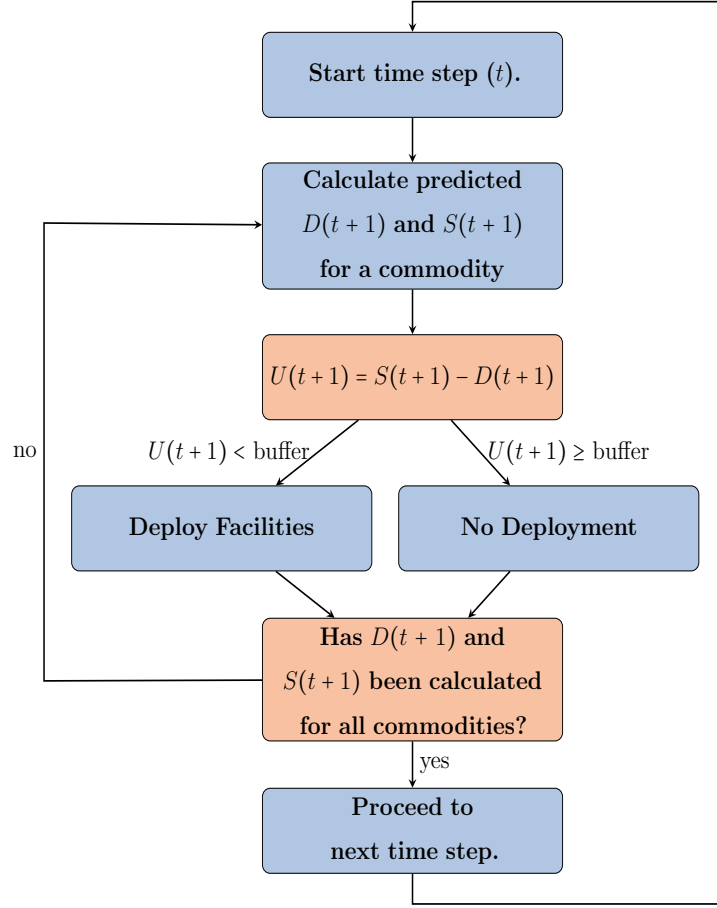 Start time step (t).
Calculate predicted
D(t + 1) and S(t + 1)
for a commodity
U(t + 1) = S(t + 1) − D(t + 1)
no
U(t + 1) < buffer
U(t + 1) ≥ buffer
Deploy Facilities
No Deployment
Has D(t + 1) and
S(t + 1) been calculated
for all commodities?
yes
Proceed to
next time step.